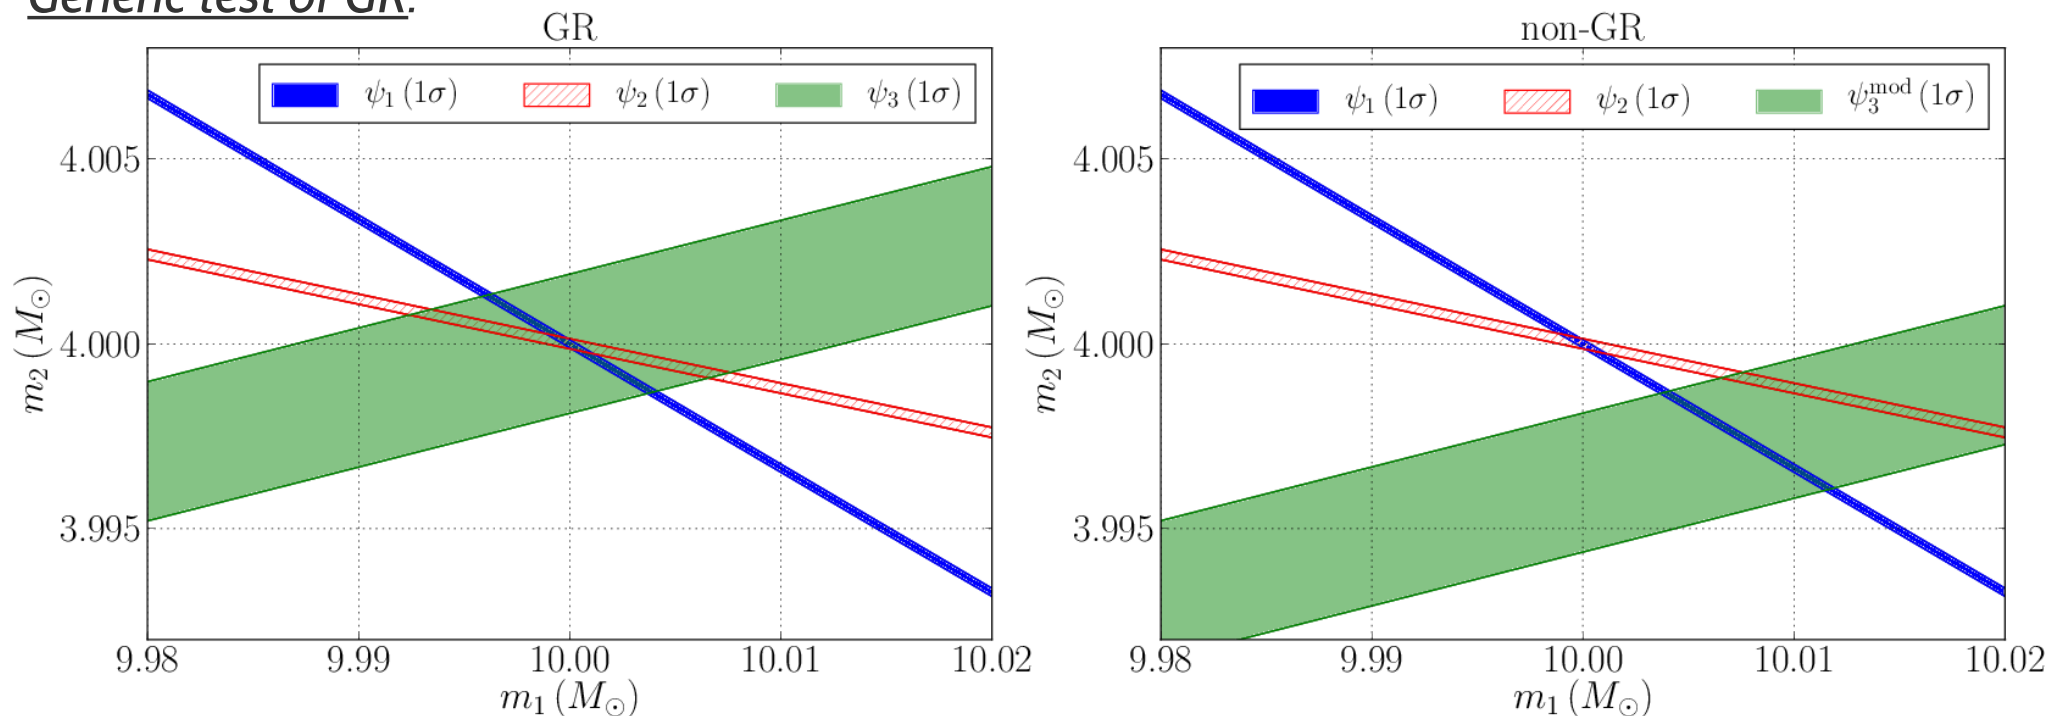 Generic test of GR:
GR
ψ₁ (1σ) ψ₂ (1σ) ψ₃ (1σ)
4.005
4.000
3.995
m₂ (M⊙)
9.98 9.99 10.00 10.01 10.02
m₁ (M⊙)
non-GR
ψ₁ (1σ) ψ₂ (1σ) ψ₃ᵐᵒᵈ (1σ)
4.005
4.000
3.995
m₂ (M⊙)
9.98 9.99 10.00 10.01 10.02
m₁ (M⊙)